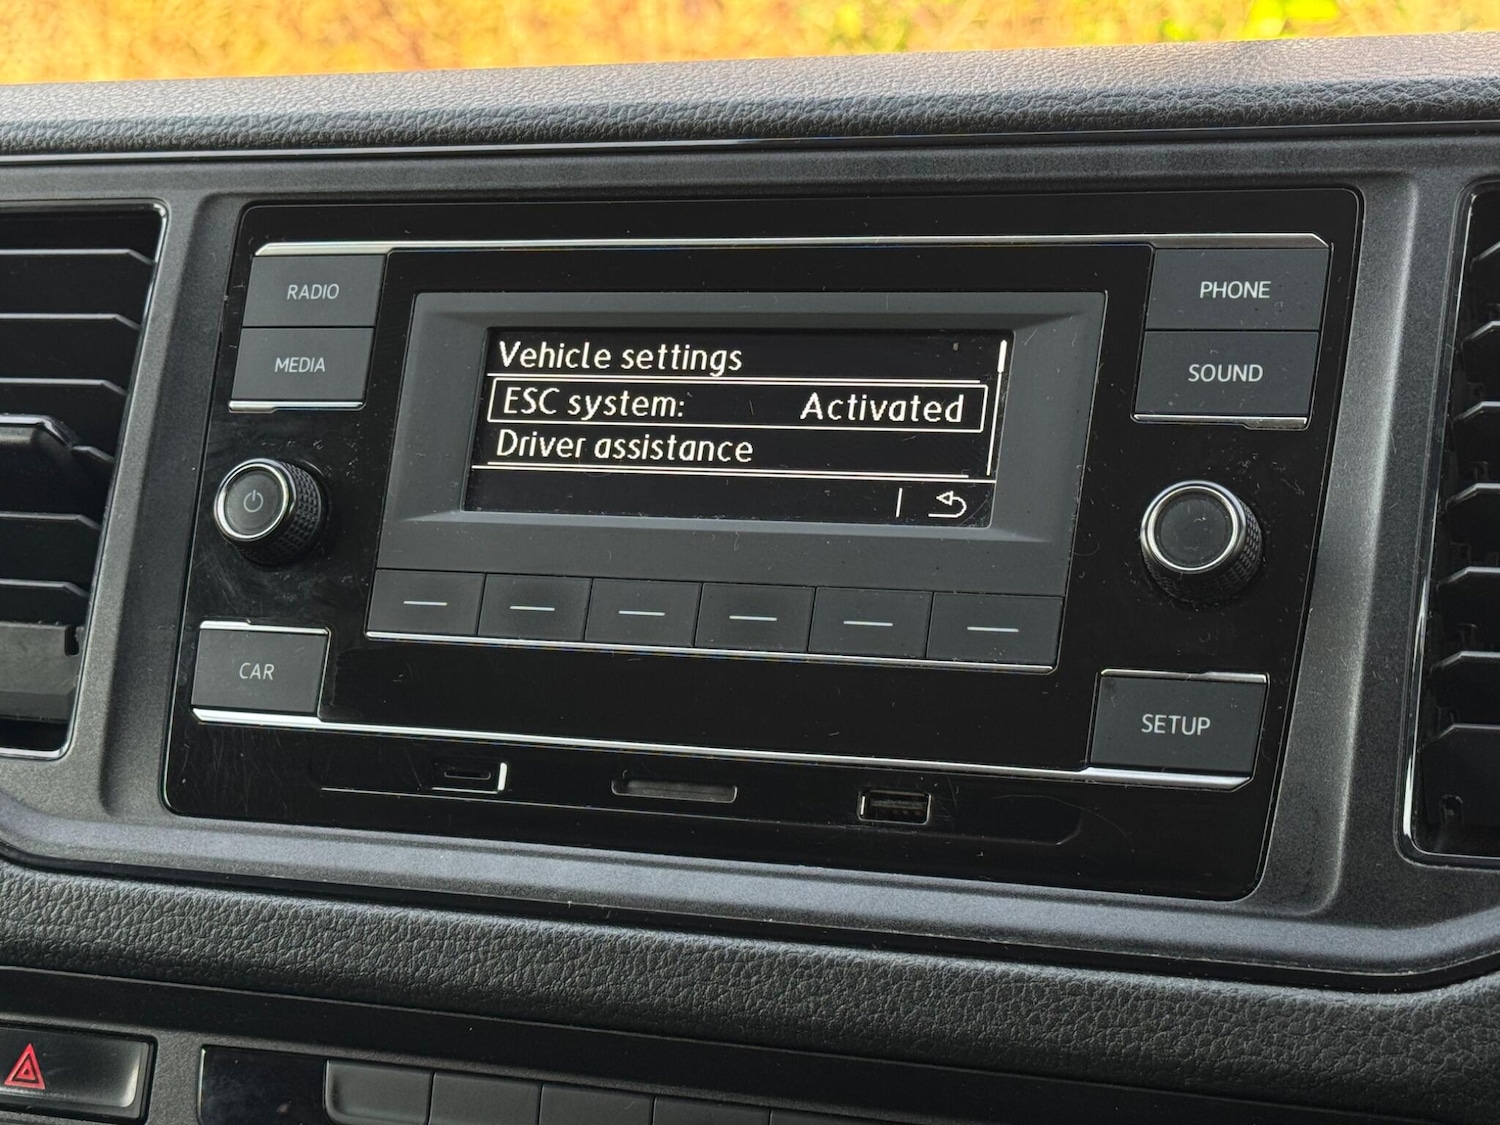 RADIO
MEDIA
Vehicle settings
ESC system: Activated
Driver assistance
PHONE
SOUND
CAR
SETUP